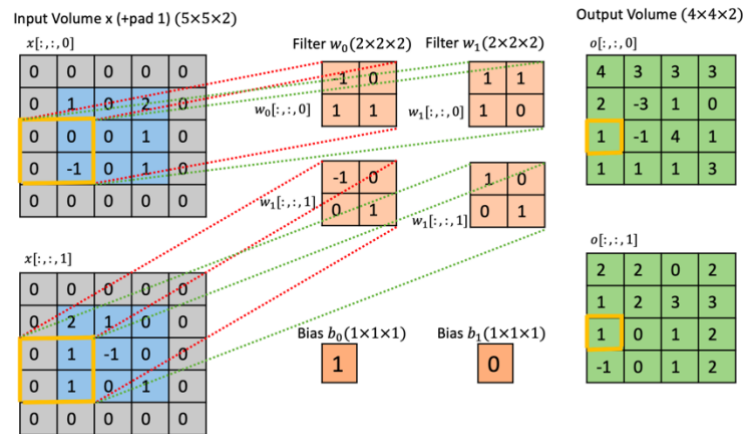 Input Volume x (+pad 1) (5×5×2)
x[:,:,0]
0 0 0 0 0
0 1 0 2 0
0 0 0 1 0
0 -1 0 1 0
0 0 0 0 0
x[:,:,1]
0 0 0 0 0
0 2 1 0 0
0 1 -1 0 0
0 1 0 1 0
0 0 0 0 0
Filter w₀(2×2×2)
w₀[:,:,0]
-1 0
1 1
w₁[:,:,1]
-1 0
0 1
Bias b₀(1×1×1)
1
Filter w₁(2×2×2)
w₁[:,:,0]
1 1
1 0
w₁[:,:,1]
1 0
0 1
Bias b₁(1×1×1)
0
Output Volume (4×4×2)
o[:,:,0]
4 3 3 3
2 -3 1 0
1 -1 4 1
1 1 1 3
o[:,:,1]
2 2 0 2
1 2 3 3
1 0 1 2
-1 0 1 2